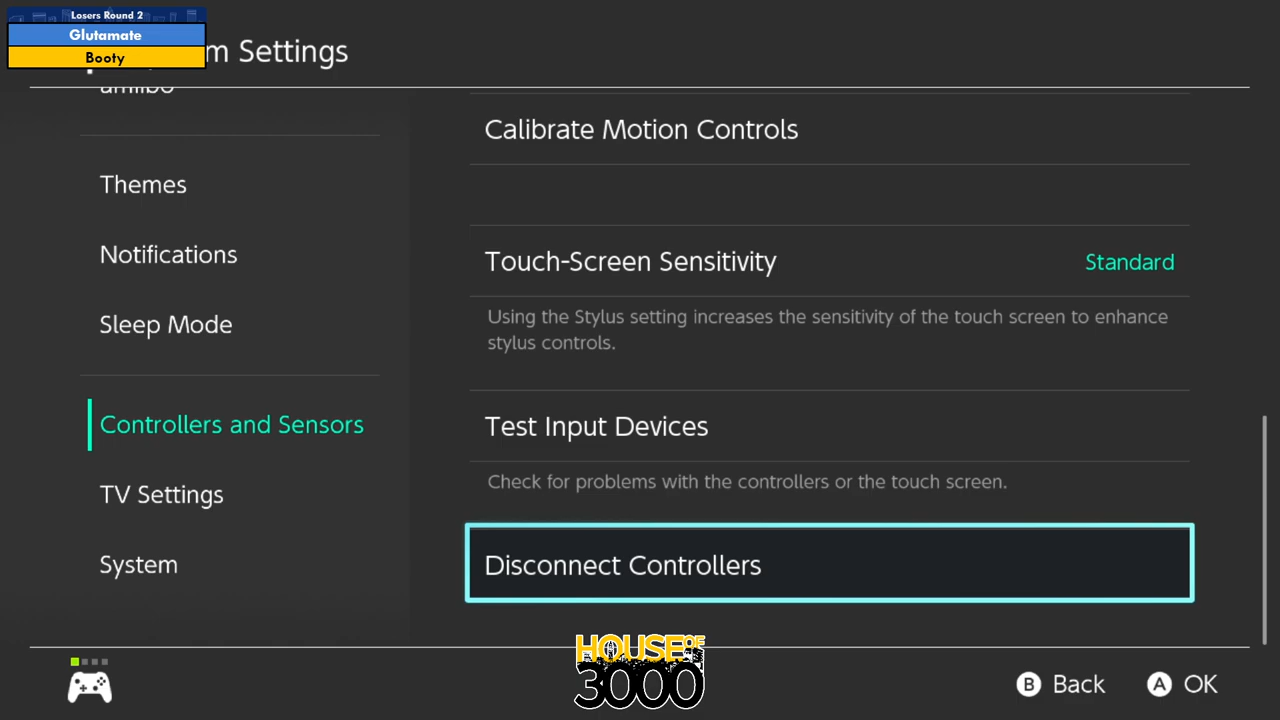 Losers Round 2
Glutamate
Booty
m Settings
amiibo
Themes
Notifications
Sleep Mode
Controllers and Sensors
TV Settings
System
Calibrate Motion Controls
Touch-Screen Sensitivity Standard
Using the Stylus setting increases the sensitivity of the touch screen to enhance
stylus controls.
Test Input Devices
Check for problems with the controllers or the touch screen.
Disconnect Controllers
HOUSE OF
3000
B Back A OK